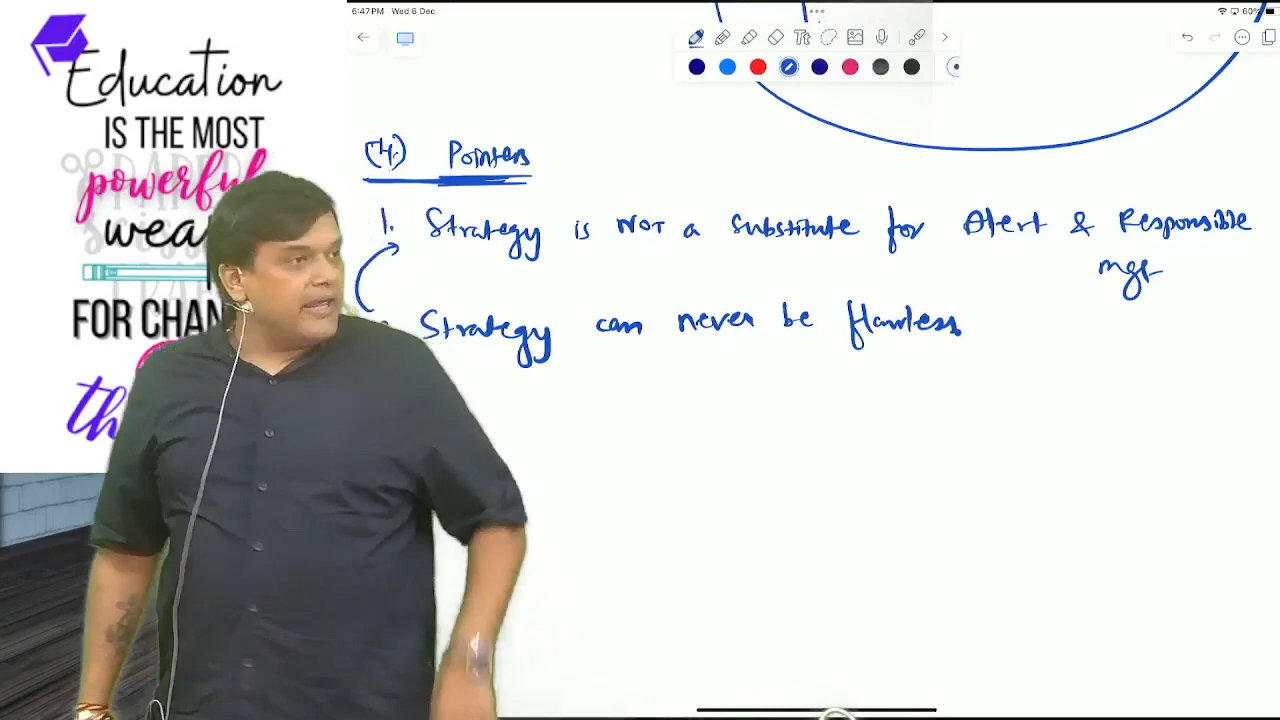 6:47PM Wed 6 Dec
60%
Education
IS THE MOST
powerful
FOR
(4.) Pointers
1. Strategy is NOT a substitute for Alert & Responsible
mgt
Strategy can never be flawless